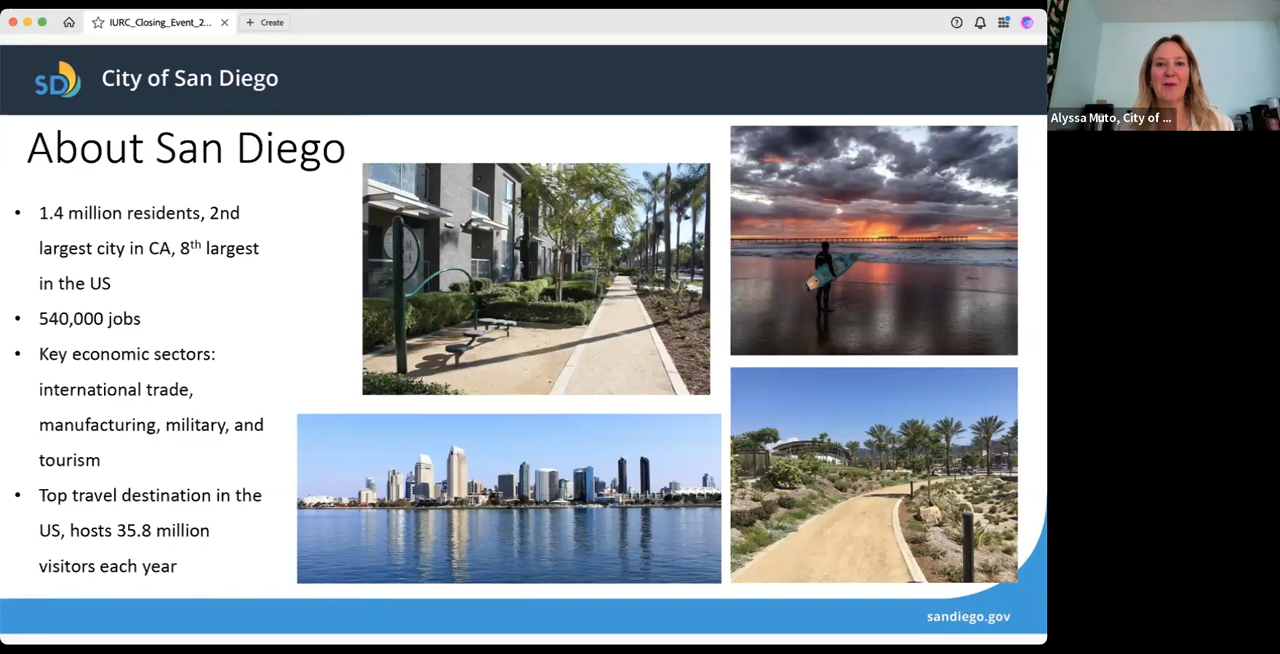 IURC_Closing_Event_2...
Create
SD
City of San Diego
Alyssa Muto, City of ...
About San Diego
• 1.4 million residents, 2nd
largest city in CA, 8th largest
in the US
• 540,000 jobs
• Key economic sectors:
international trade,
manufacturing, military, and
tourism
• Top travel destination in the
US, hosts 35.8 million
visitors each year
sandiego.gov